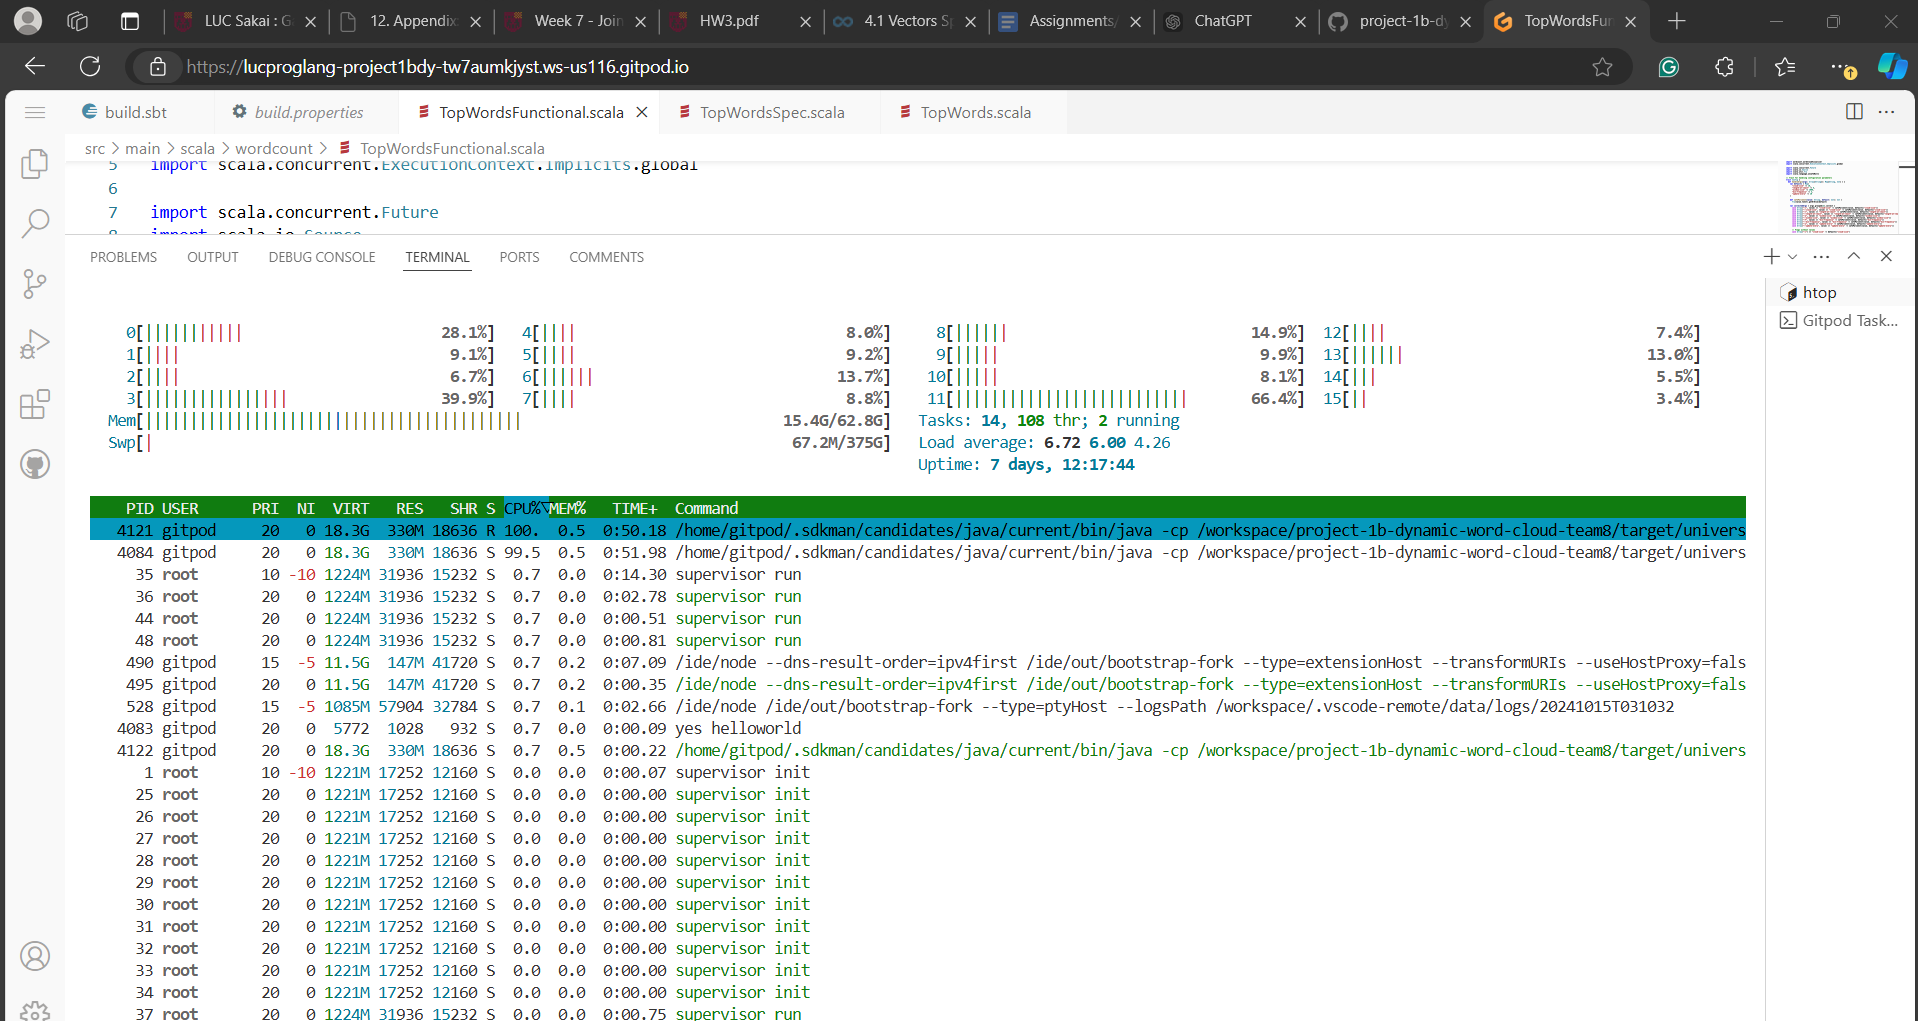 LUC Sakai : Ga
12. Appendix
Week 7 - Join
HW3.pdf
4.1 Vectors Sp
Assignments/
ChatGPT
project-1b-dy
TopWordsFun
https://lucproglang-project1bdy-tw7aumkjyst.ws-us116.gitpod.io
build.sbt
build.properties
TopWordsFunctional.scala
TopWordsSpec.scala
TopWords.scala
src > main > scala > wordcount > TopWordsFunctional.scala
5 import scala.concurrent.ExecutionContext.Implicits.global
6
7 import scala.concurrent.Future
8 import scala.io.Source
PROBLEMS OUTPUT DEBUG CONSOLE TERMINAL PORTS COMMENTS
htop
Gitpod Task...
0[||||||||||| 28.1%] 4[|||| 8.0%] 8[|||||| 14.9%] 12[|||| 7.4%]
1[|||| 9.1%] 5[|||| 9.2%] 9[||||| 9.9%] 13[|||||| 13.0%]
2[|||| 6.7%] 6[|||||| 13.7%] 10[||||| 8.1%] 14[||| 5.5%]
3[|||||||||||||||| 39.9%] 7[|||| 8.8%] 11[|||||||||||||||||||||||||| 66.4%] 15[|| 3.4%]
Mem[|||||||||||||||||||||||||||||||||||||||||| 15.4G/62.8G] Tasks: 14, 108 thr; 2 running
Swp[| 67.2M/375G] Load average: 6.72 6.00 4.26
Uptime: 7 days, 12:17:44
PID USER PRI NI VIRT RES SHR S CPU%▽MEM% TIME+ Command
4121 gitpod 20 0 18.3G 330M 18636 R 100. 0.5 0:50.18 /home/gitpod/.sdkman/candidates/java/current/bin/java -cp /workspace/project-1b-dynamic-word-cloud-team8/target/univers
4084 gitpod 20 0 18.3G 330M 18636 S 99.5 0.5 0:51.98 /home/gitpod/.sdkman/candidates/java/current/bin/java -cp /workspace/project-1b-dynamic-word-cloud-team8/target/univers
35 root 10 -10 1224M 31936 15232 S 0.7 0.0 0:14.30 supervisor run
36 root 20 0 1224M 31936 15232 S 0.7 0.0 0:02.78 supervisor run
44 root 20 0 1224M 31936 15232 S 0.7 0.0 0:00.51 supervisor run
48 root 20 0 1224M 31936 15232 S 0.7 0.0 0:00.81 supervisor run
490 gitpod 15 -5 11.5G 147M 41720 S 0.7 0.2 0:07.09 /ide/node --dns-result-order=ipv4first /ide/out/bootstrap-fork --type=extensionHost --transformURIs --useHostProxy=fals
495 gitpod 20 0 11.5G 147M 41720 S 0.7 0.2 0:00.35 /ide/node --dns-result-order=ipv4first /ide/out/bootstrap-fork --type=extensionHost --transformURIs --useHostProxy=fals
528 gitpod 15 -5 1085M 57904 32784 S 0.7 0.1 0:02.66 /ide/node /ide/out/bootstrap-fork --type=ptyHost --logsPath /workspace/.vscode-remote/data/logs/20241015T031032
4083 gitpod 20 0 5772 1028 932 S 0.7 0.0 0:00.09 yes helloworld
4122 gitpod 20 0 18.3G 330M 18636 S 0.7 0.5 0:00.22 /home/gitpod/.sdkman/candidates/java/current/bin/java -cp /workspace/project-1b-dynamic-word-cloud-team8/target/univers
1 root 10 -10 1221M 17252 12160 S 0.0 0.0 0:00.07 supervisor init
25 root 20 0 1221M 17252 12160 S 0.0 0.0 0:00.00 supervisor init
26 root 20 0 1221M 17252 12160 S 0.0 0.0 0:00.00 supervisor init
27 root 20 0 1221M 17252 12160 S 0.0 0.0 0:00.00 supervisor init
28 root 20 0 1221M 17252 12160 S 0.0 0.0 0:00.00 supervisor init
29 root 20 0 1221M 17252 12160 S 0.0 0.0 0:00.00 supervisor init
30 root 20 0 1221M 17252 12160 S 0.0 0.0 0:00.00 supervisor init
31 root 20 0 1221M 17252 12160 S 0.0 0.0 0:00.00 supervisor init
32 root 20 0 1221M 17252 12160 S 0.0 0.0 0:00.00 supervisor init
33 root 20 0 1221M 17252 12160 S 0.0 0.0 0:00.00 supervisor init
34 root 20 0 1221M 17252 12160 S 0.0 0.0 0:00.00 supervisor init
37 root 20 0 1224M 31936 15232 S 0.0 0.0 0:00.75 supervisor run